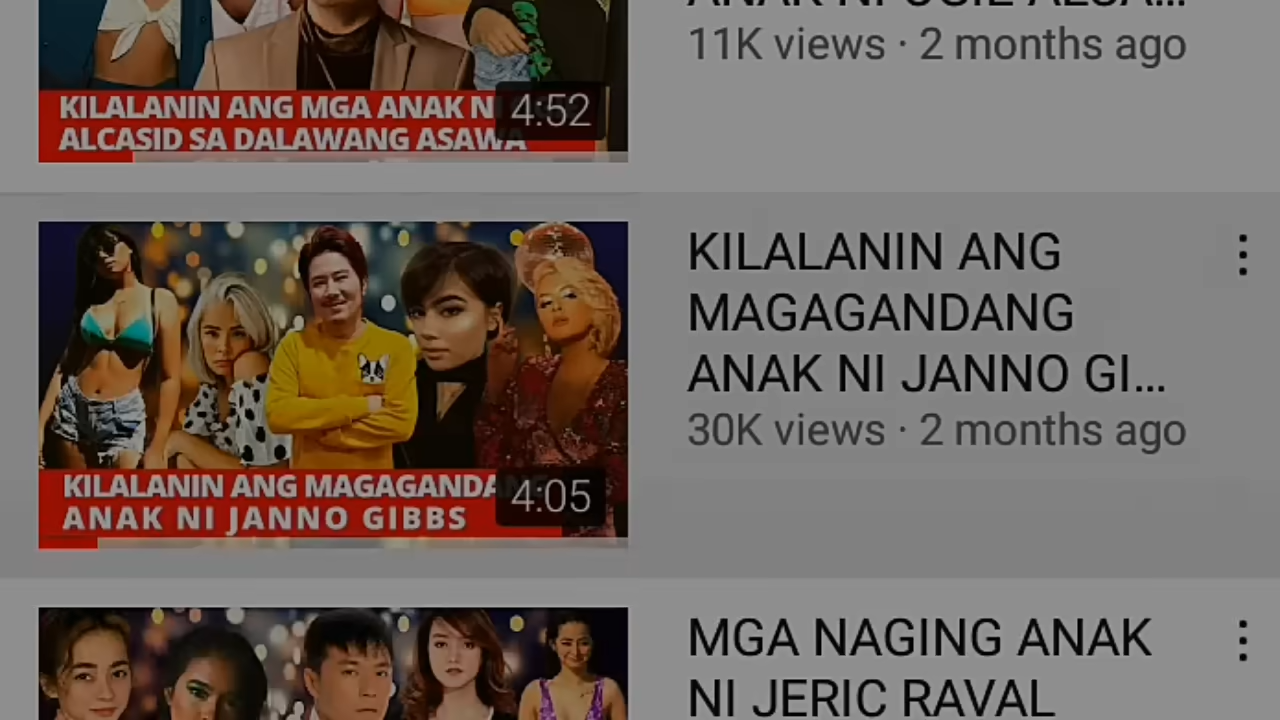 KILALANIN ANG MGA ANAK NI
ALCASID SA DALAWANG ASAWA
4:52
11K views · 2 months ago
KILALANIN ANG
ANAK NI JANNO GIBBS
4:05
KILALANIN ANG
MAGAGANDANG
ANAK NI JANNO GI...
30K views · 2 months ago
MGA NAGING ANAK
NI JERIC RAVAL